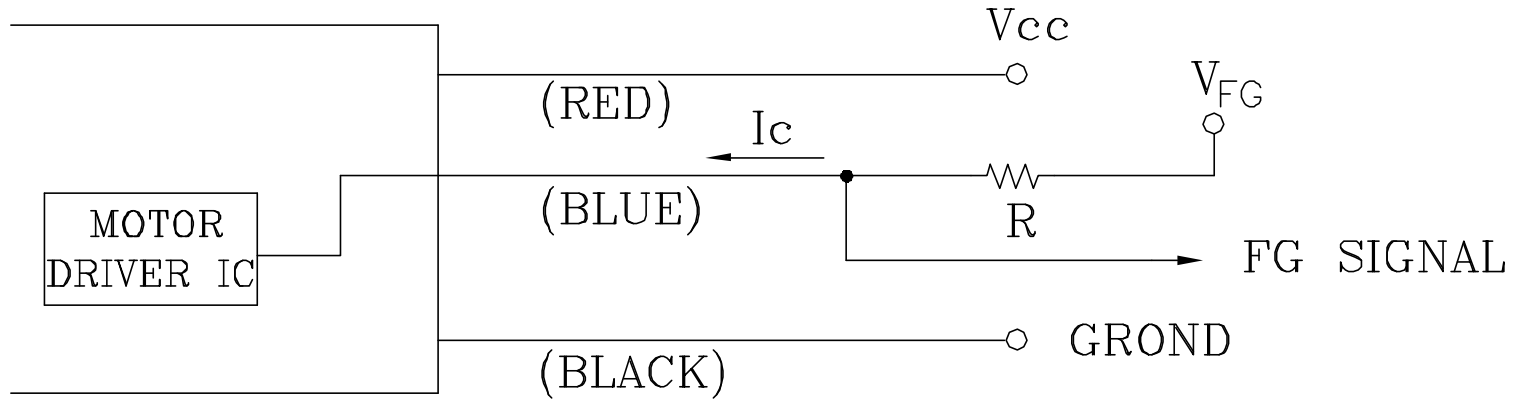 Vcc
(RED)
VFG
Ic
(BLUE)
R
MOTOR
DRIVER IC
FG SIGNAL
GROND
(BLACK)